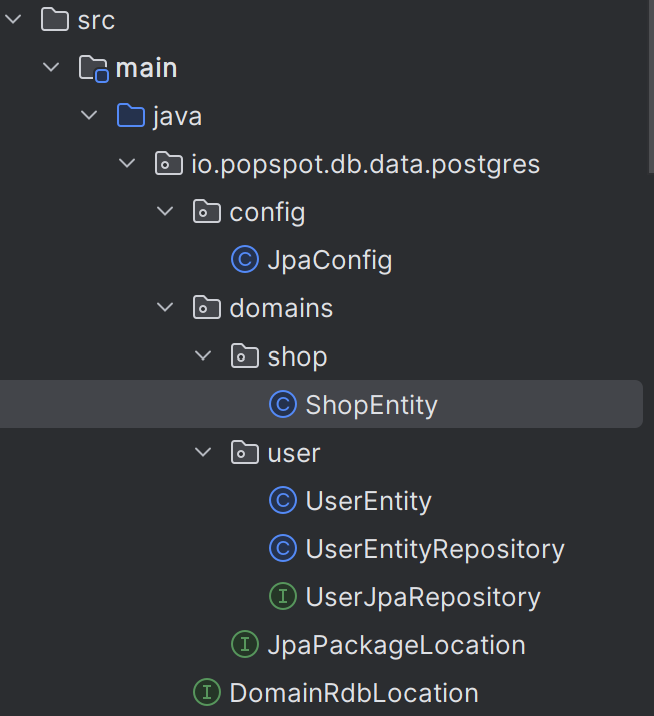 src
main
java
io.popspot.db.data.postgres
config
JpaConfig
domains
shop
ShopEntity
user
UserEntity
UserEntityRepository
UserJpaRepository
JpaPackageLocation
DomainRdbLocation